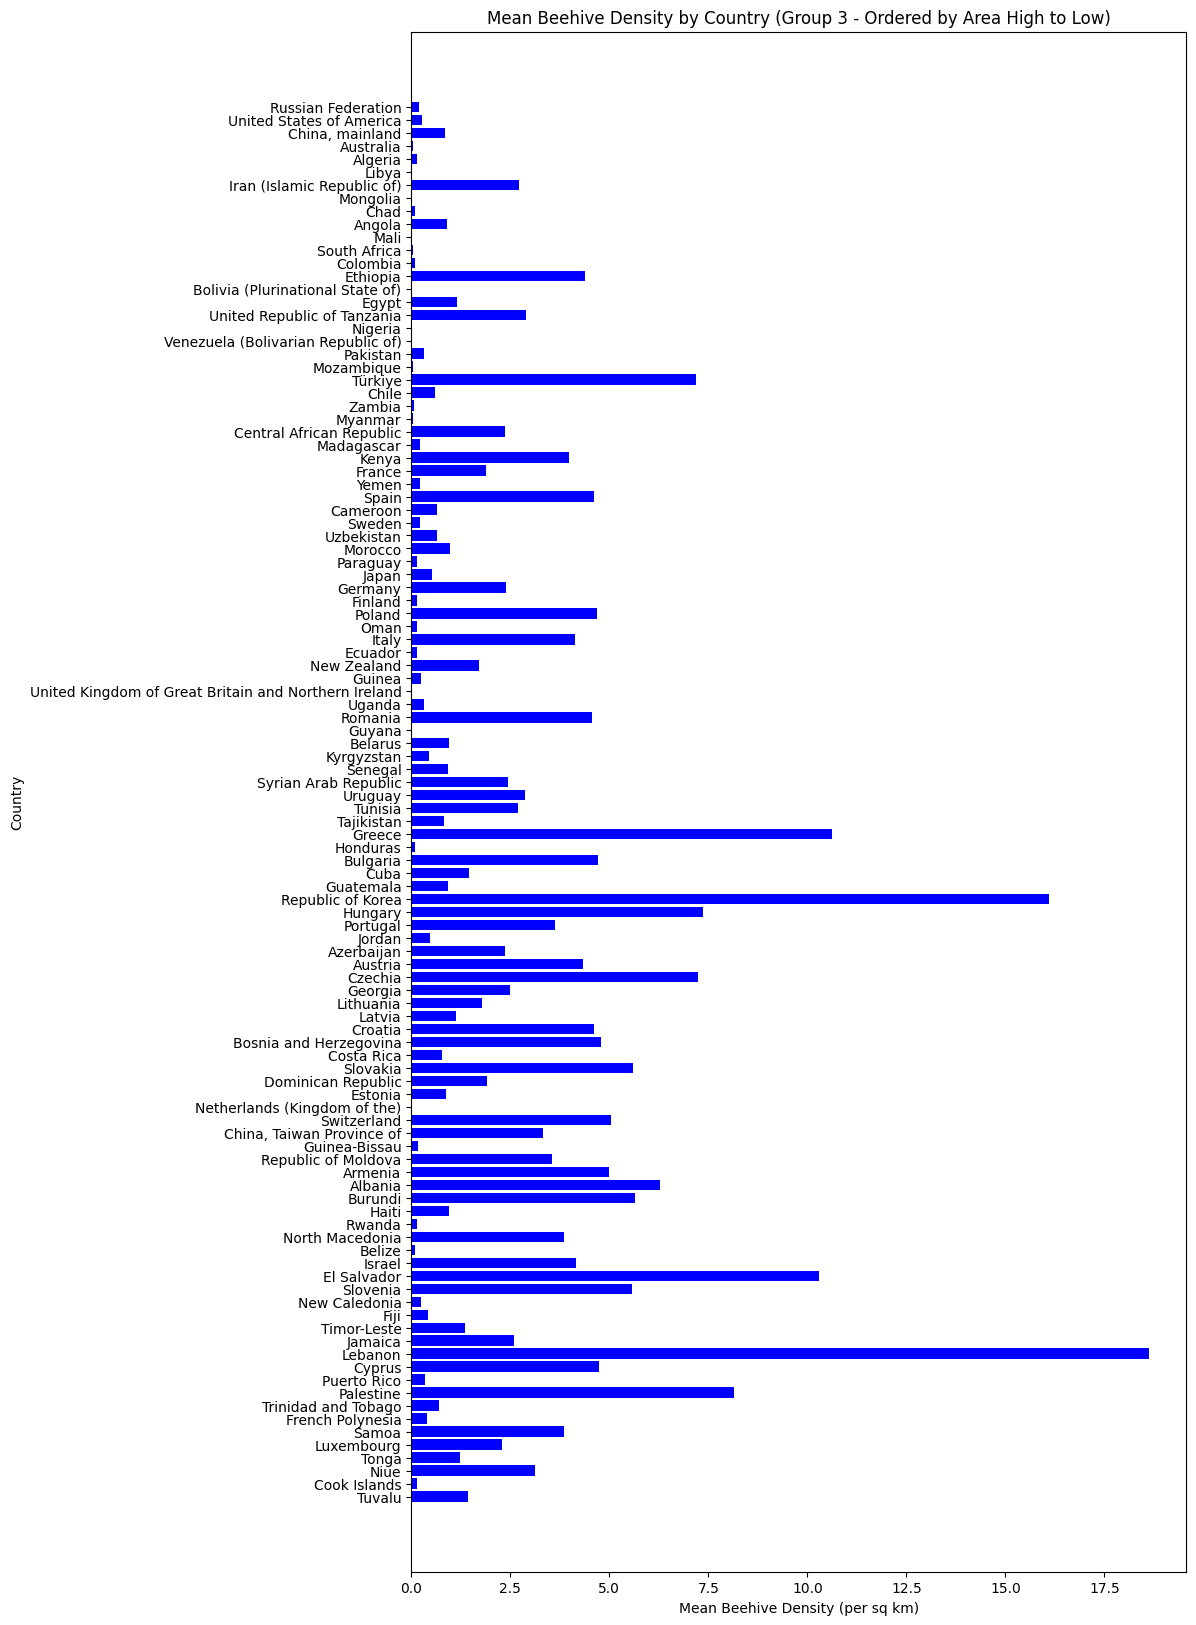 Mean Beehive Density by Country (Group 3 - Ordered by Area High to Low)
Country
Russian Federation
United States of America
China, mainland
Australia
Algeria
Libya
Iran (Islamic Republic of)
Mongolia
Chad
Angola
Mali
South Africa
Colombia
Ethiopia
Bolivia (Plurinational State of)
Egypt
United Republic of Tanzania
Nigeria
Venezuela (Bolivarian Republic of)
Pakistan
Mozambique
Türkiye
Chile
Zambia
Myanmar
Central African Republic
Madagascar
Kenya
France
Yemen
Spain
Cameroon
Sweden
Uzbekistan
Morocco
Paraguay
Japan
Germany
Finland
Poland
Oman
Italy
Ecuador
New Zealand
Guinea
United Kingdom of Great Britain and Northern Ireland
Uganda
Romania
Guyana
Belarus
Kyrgyzstan
Senegal
Syrian Arab Republic
Uruguay
Tunisia
Tajikistan
Greece
Honduras
Bulgaria
Cuba
Guatemala
Republic of Korea
Hungary
Portugal
Jordan
Azerbaijan
Austria
Czechia
Georgia
Lithuania
Latvia
Croatia
Bosnia and Herzegovina
Costa Rica
Slovakia
Dominican Republic
Estonia
Netherlands (Kingdom of the)
Switzerland
China, Taiwan Province of
Guinea-Bissau
Republic of Moldova
Armenia
Albania
Burundi
Haiti
Rwanda
North Macedonia
Belize
Israel
El Salvador
Slovenia
New Caledonia
Fiji
Timor-Leste
Jamaica
Lebanon
Cyprus
Puerto Rico
Palestine
Trinidad and Tobago
French Polynesia
Samoa
Luxembourg
Tonga
Niue
Cook Islands
Tuvalu
0.0 2.5 5.0 7.5 10.0 12.5 15.0 17.5
Mean Beehive Density (per sq km)